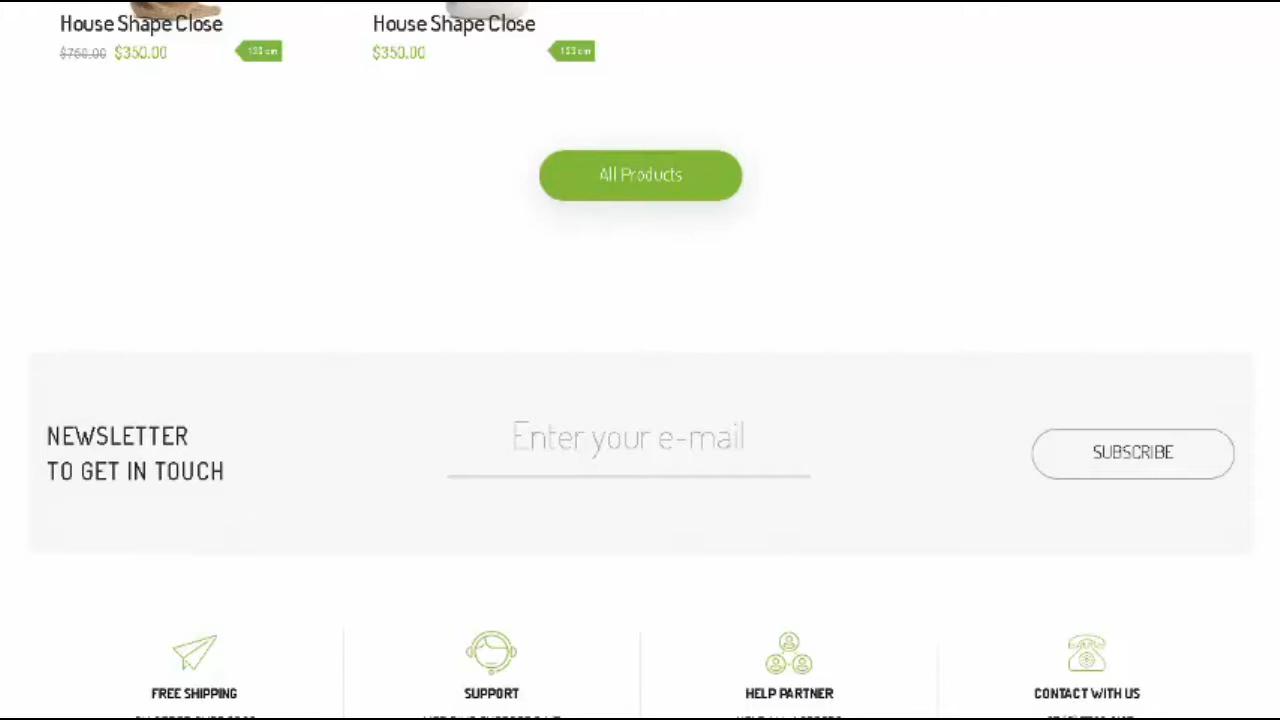 House Shape Close
House Shape Close
$760.00 $350.00
$350.00
All Products
NEWSLETTER
TO GET IN TOUCH
Enter your e-mail
SUBSCRIBE
FREE SHIPPING
SUPPORT
HELP PARTNER
CONTACT WITH US